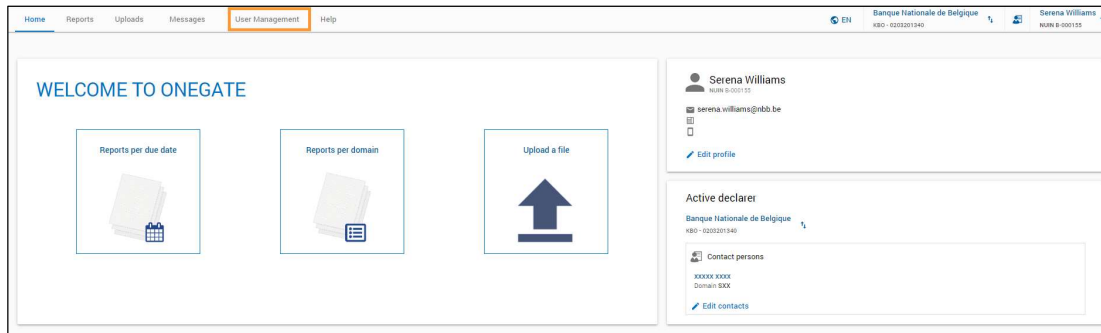 Home Reports Uploads Messages User Management Help EN Banque Nationale de Belgique Serena Williams
KBO - 0203201340 NUIN B-000155
WELCOME TO ONEGATE
Reports per due date Reports per domain Upload a file
Serena Williams
NUIN B-000155
serena.williams@nbb.be
Edit profile
Active declarer
Banque Nationale de Belgique
KBO - 0203201340
Contact persons
xxxxx xxxx
Domain SXX
Edit contacts